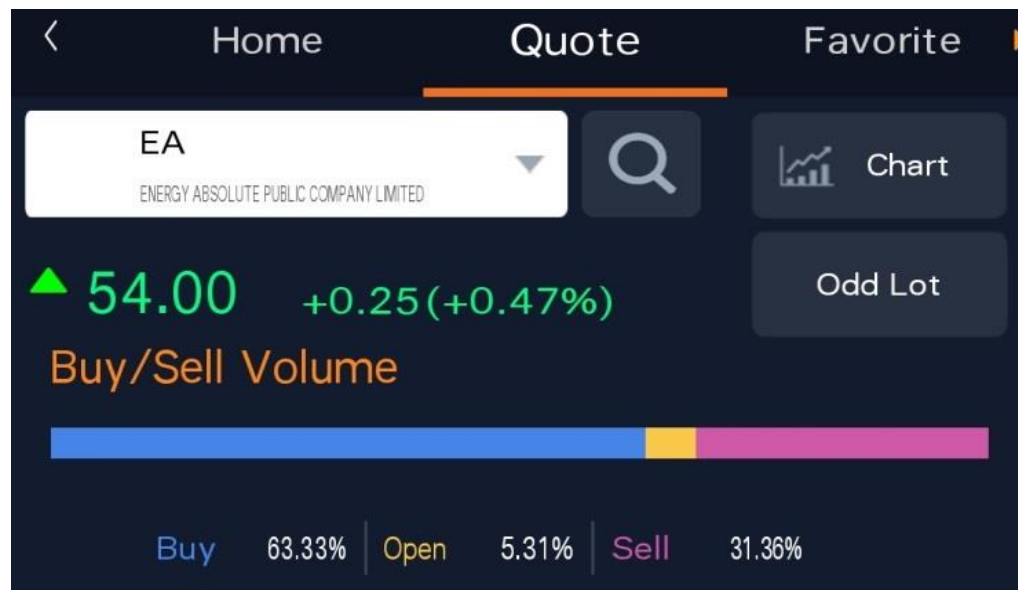 Home Quote Favorite
EA
ENERGY ABSOLUTE PUBLIC COMPANY LIMITED
Chart
54.00 +0.25(+0.47%)
Odd Lot
Buy/Sell Volume
Buy 63.33% Open 5.31% Sell 31.36%